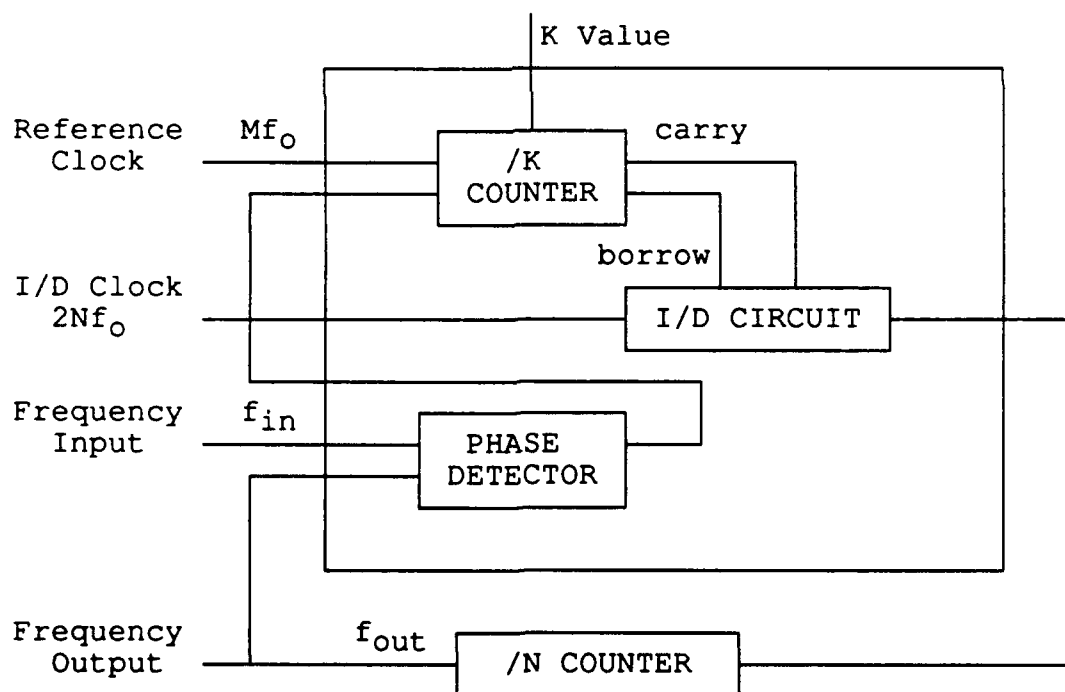 K Value
Reference
Clock
Mfo
/K
COUNTER
carry
borrow
I/D Clock
2Nfo
I/D CIRCUIT
Frequency
Input
fin
PHASE
DETECTOR
Frequency
Output
fout
/N COUNTER